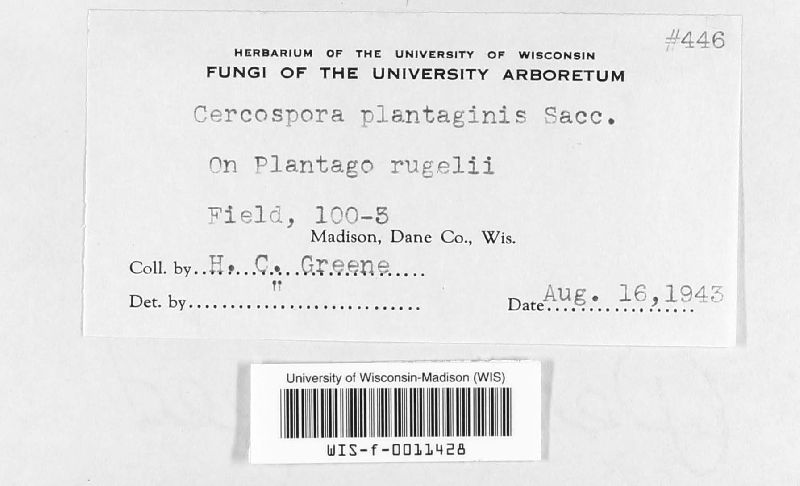 #446
HERBARIUM OF THE UNIVERSITY OF WISCONSIN
FUNGI OF THE UNIVERSITY ARBORETUM
Cercospora plantaginis Sacc.
On Plantago rugelii
Field, 100-3
Madison, Dane Co., Wis.
Coll. by..H. C. Greene
Det. by " Date Aug. 16,1943
University of Wisconsin-Madison (WIS)
WIS-f-0011428